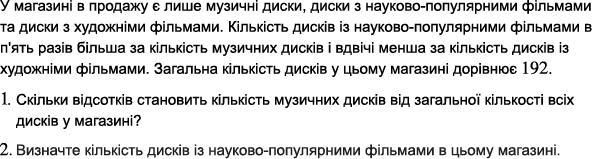 У магазині в продажу є лише музичні диски, диски з науково-популярними фільмами
та диски з художніми фільмами. Кількість дисків із науково-популярними фільмами в
п'ять разів більша за кількість музичних дисків і вдвічі менша за кількість дисків із
художніми фільмами. Загальна кількість дисків у цьому магазині дорівнює 192.
1. Скільки відсотків становить кількість музичних дисків від загальної кількості всіх
дисків у магазині?
2. Визначте кількість дисків із науково-популярними фільмами в цьому магазині.